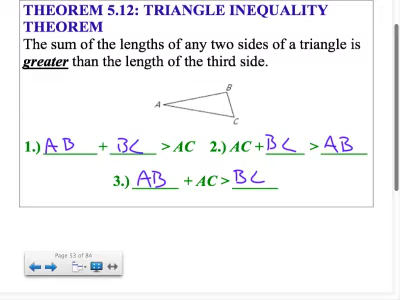 THEOREM 5.12: TRIANGLE INEQUALITY
THEOREM
The sum of the lengths of any two sides of a triangle is
greater than the length of the third side.
B
A
C
1.) AB + BC > AC 2.) AC + BC > AB
3.) AB + AC > BC
Page 53 of 84